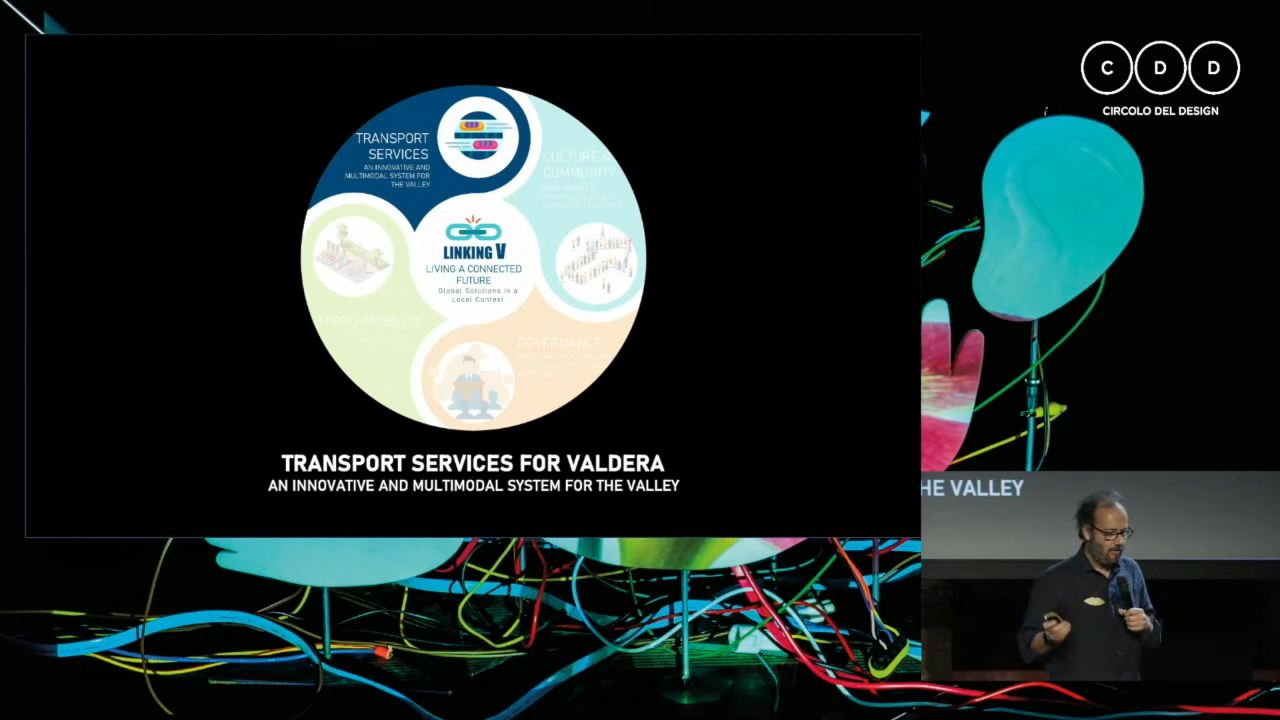 C D D
CIRCOLO DEL DESIGN
TRANSPORT
SERVICES
AN INNOVATIVE AND
MULTIMODAL SYSTEM FOR
THE VALLEY
CULTURE &
COMMUNITY
LINKING V
LIVING A CONNECTED
FUTURE
Global Solutions in a
Local Context
MICRO-MOBILITY
GOVERNANCE
TRANSPORT SERVICES FOR VALDERA
AN INNOVATIVE AND MULTIMODAL SYSTEM FOR THE VALLEY
HE VALLEY